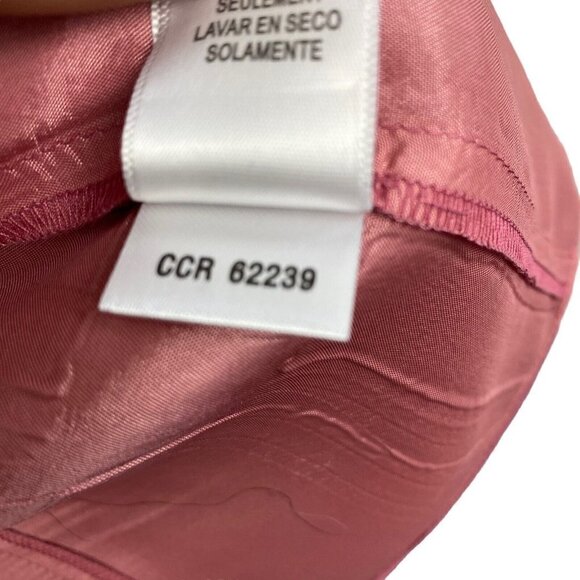 SEULEMENT
LAVAR EN SECO
SOLAMENTE
CCR 62239